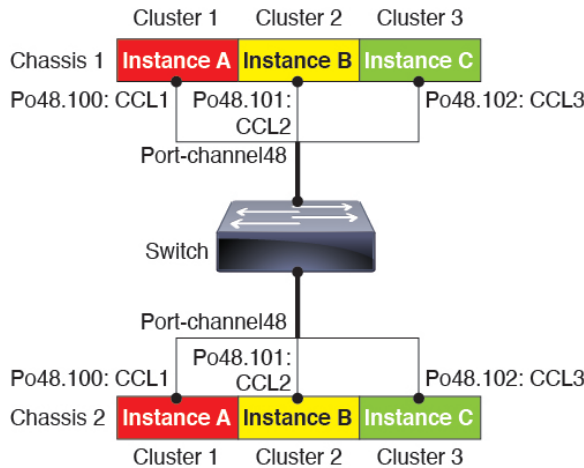 Cluster 1 Cluster 2 Cluster 3
Chassis 1 Instance A Instance B Instance C
Po48.100: CCL1 Po48.101: CCL2 Po48.102: CCL3
Port-channel48
Switch
Port-channel48
Po48.100: CCL1 Po48.101: CCL2 Po48.102: CCL3
Chassis 2 Instance A Instance B Instance C
Cluster 1 Cluster 2 Cluster 3